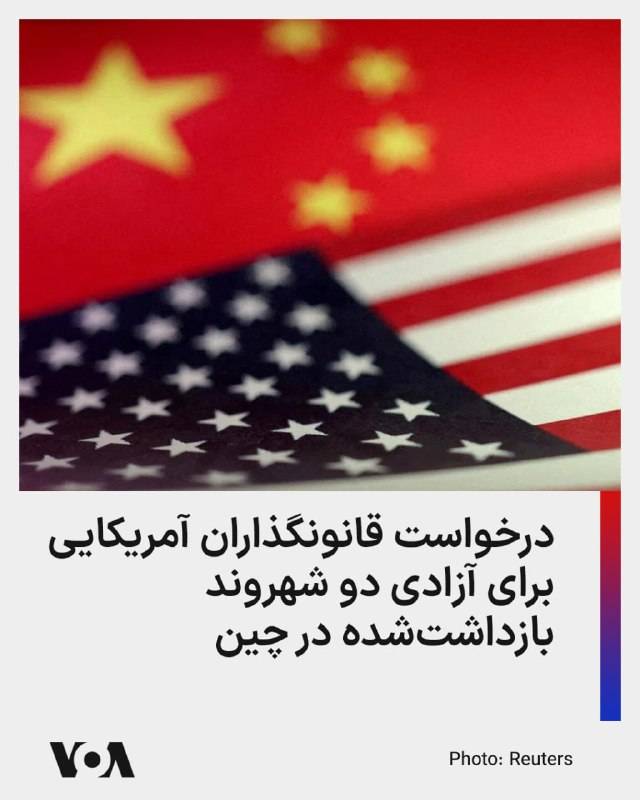 درخواست قانونگذاران آمریکایی
برای آزادی دو شهروند
بازداشت‌شده در چین
VOA
Photo: Reuters